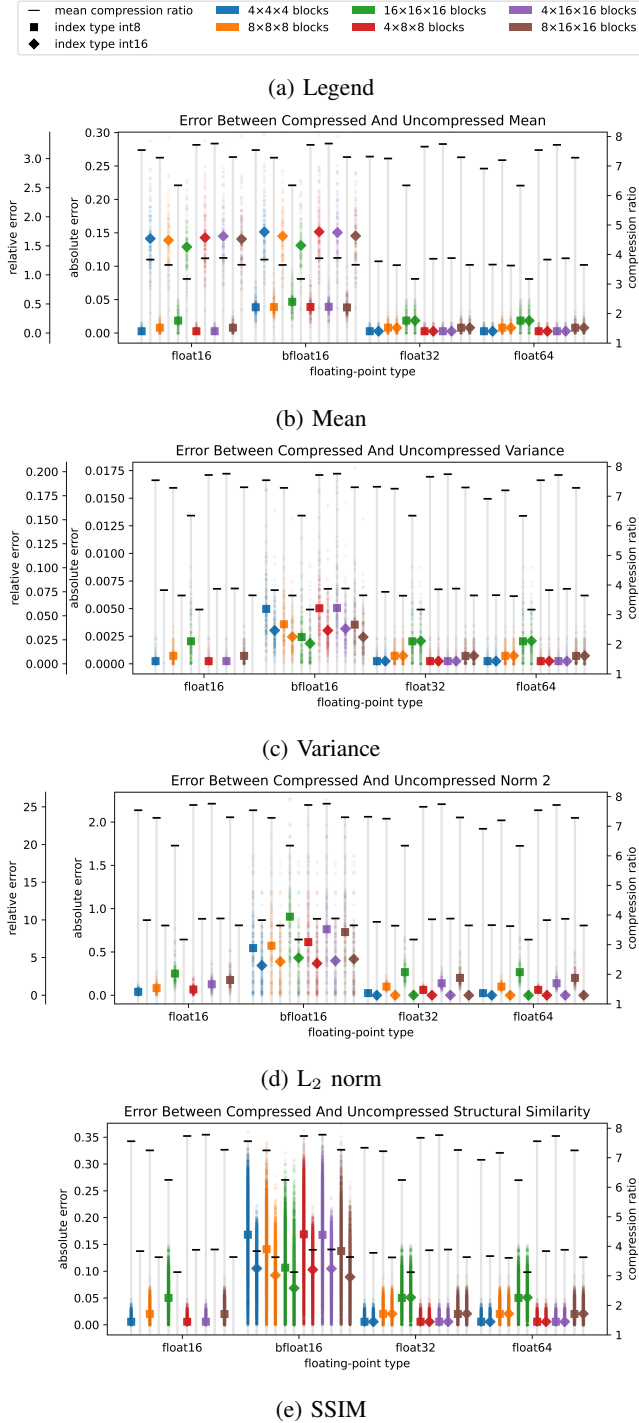 mean compression ratio
index type int8
index type int16
4×4×4 blocks
8×8×8 blocks
16×16×16 blocks
4×8×8 blocks
4×16×16 blocks
8×16×16 blocks
(a) Legend
Error Between Compressed And Uncompressed Mean
relative error
3.0
2.5
2.0
1.5
1.0
0.5
0.0
absolute error
0.30
0.25
0.20
0.15
0.10
0.05
0.00
compression ratio
8
7
6
5
4
3
2
1
float16 bfloat16 float32 float64
floating-point type
(b) Mean
Error Between Compressed And Uncompressed Variance
relative error
0.200
0.175
0.150
0.125
0.100
0.075
0.050
0.025
0.000
absolute error
0.0175
0.0150
0.0125
0.0100
0.0075
0.0050
0.0025
0.0000
compression ratio
8
7
6
5
4
3
2
1
float16 bfloat16 float32 float64
floating-point type
(c) Variance
Error Between Compressed And Uncompressed Norm 2
relative error
25
20
15
10
5
0
absolute error
2.0
1.5
1.0
0.5
0.0
compression ratio
8
7
6
5
4
3
2
1
float16 bfloat16 float32 float64
floating-point type
(d) L₂ norm
Error Between Compressed And Uncompressed Structural Similarity
absolute error
0.35
0.30
0.25
0.20
0.15
0.10
0.05
0.00
compression ratio
8
7
6
5
4
3
2
1
float16 bfloat16 float32 float64
floating-point type
(e) SSIM